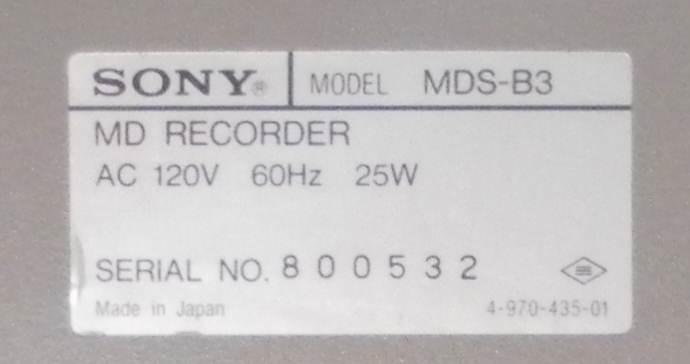 SONY® MODEL MDS-B3
MD RECORDER
AC 120V 60Hz 25W
SERIAL NO. 800532
Made in Japan 4-970-435-01